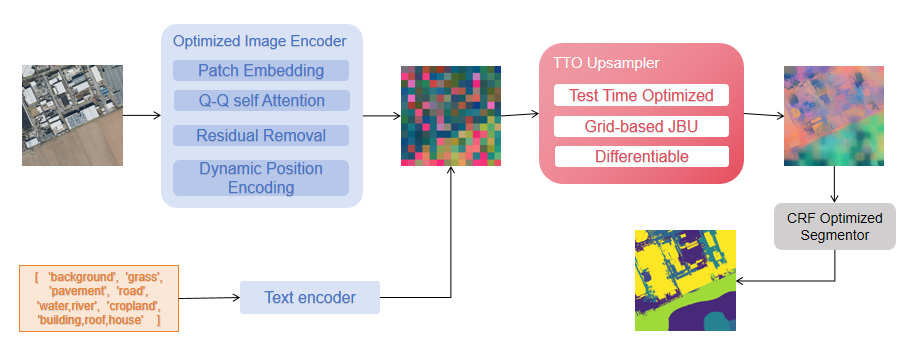 Optimized Image Encoder
Patch Embedding
Q-Q self Attention
Residual Removal
Dynamic Position
Encoding
TTO Upsampler
Test Time Optimized
Grid-based JBU
Differentiable
CRF Optimized
Segmentor
[ 'background', 'grass',
'pavement', 'road',
'water,river', 'cropland',
'building,roof,house' ]
Text encoder